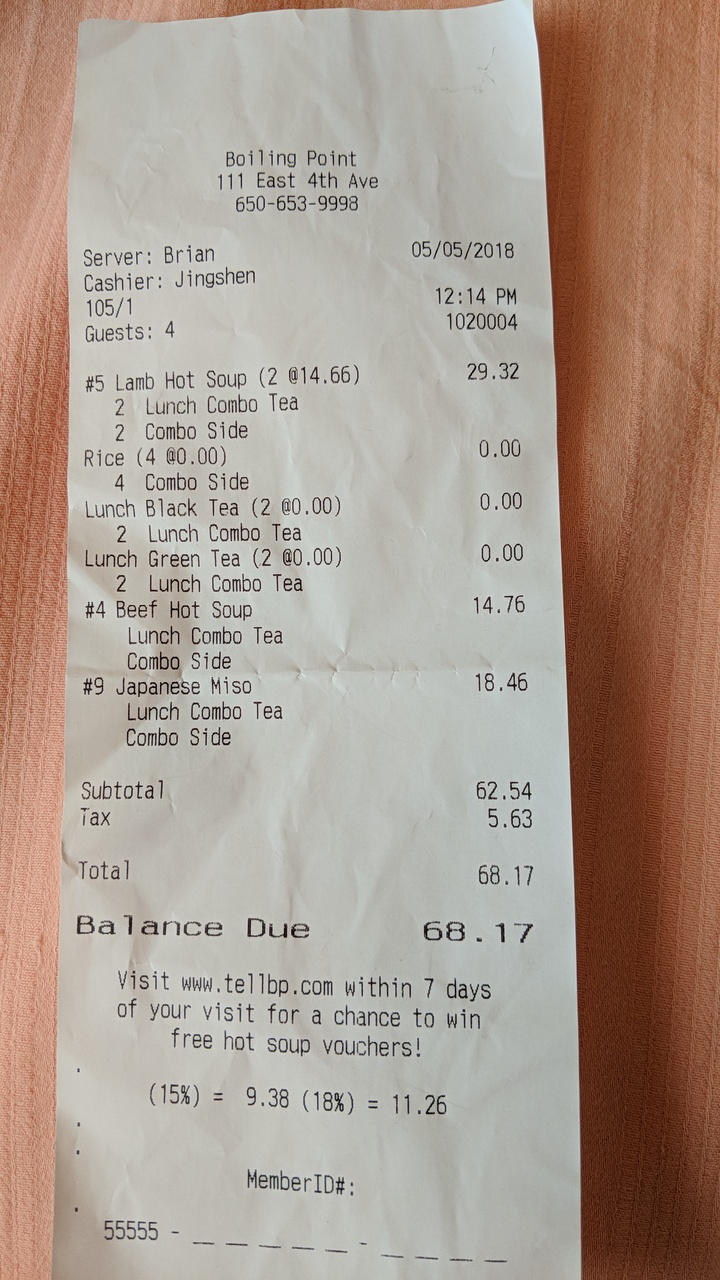 Boiling Point
111 East 4th Ave
650-653-9998
Server: Brian 05/05/2018
Cashier: Jingshen
105/1 12:14 PM
Guests: 4 1020004
#5 Lamb Hot Soup (2 @14.66) 29.32
2 Lunch Combo Tea
2 Combo Side
Rice (4 @0.00) 0.00
4 Combo Side
Lunch Black Tea (2 @0.00) 0.00
2 Lunch Combo Tea
Lunch Green Tea (2 @0.00) 0.00
2 Lunch Combo Tea
#4 Beef Hot Soup 14.76
Lunch Combo Tea
Combo Side
#9 Japanese Miso 18.46
Lunch Combo Tea
Combo Side
Subtotal 62.54
Tax 5.63
Total 68.17
Balance Due 68.17
Visit www.tellbp.com within 7 days
of your visit for a chance to win
free hot soup vouchers!
(15%) = 9.38 (18%) = 11.26
MemberID#:
55555 - _ _ _ _ _ - _ _ _ _